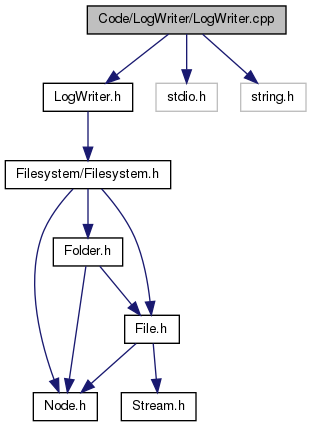 Code/LogWriter/LogWriter.cpp
LogWriter.h
stdio.h
string.h
Filesystem/Filesystem.h
Folder.h
File.h
Node.h
Stream.h